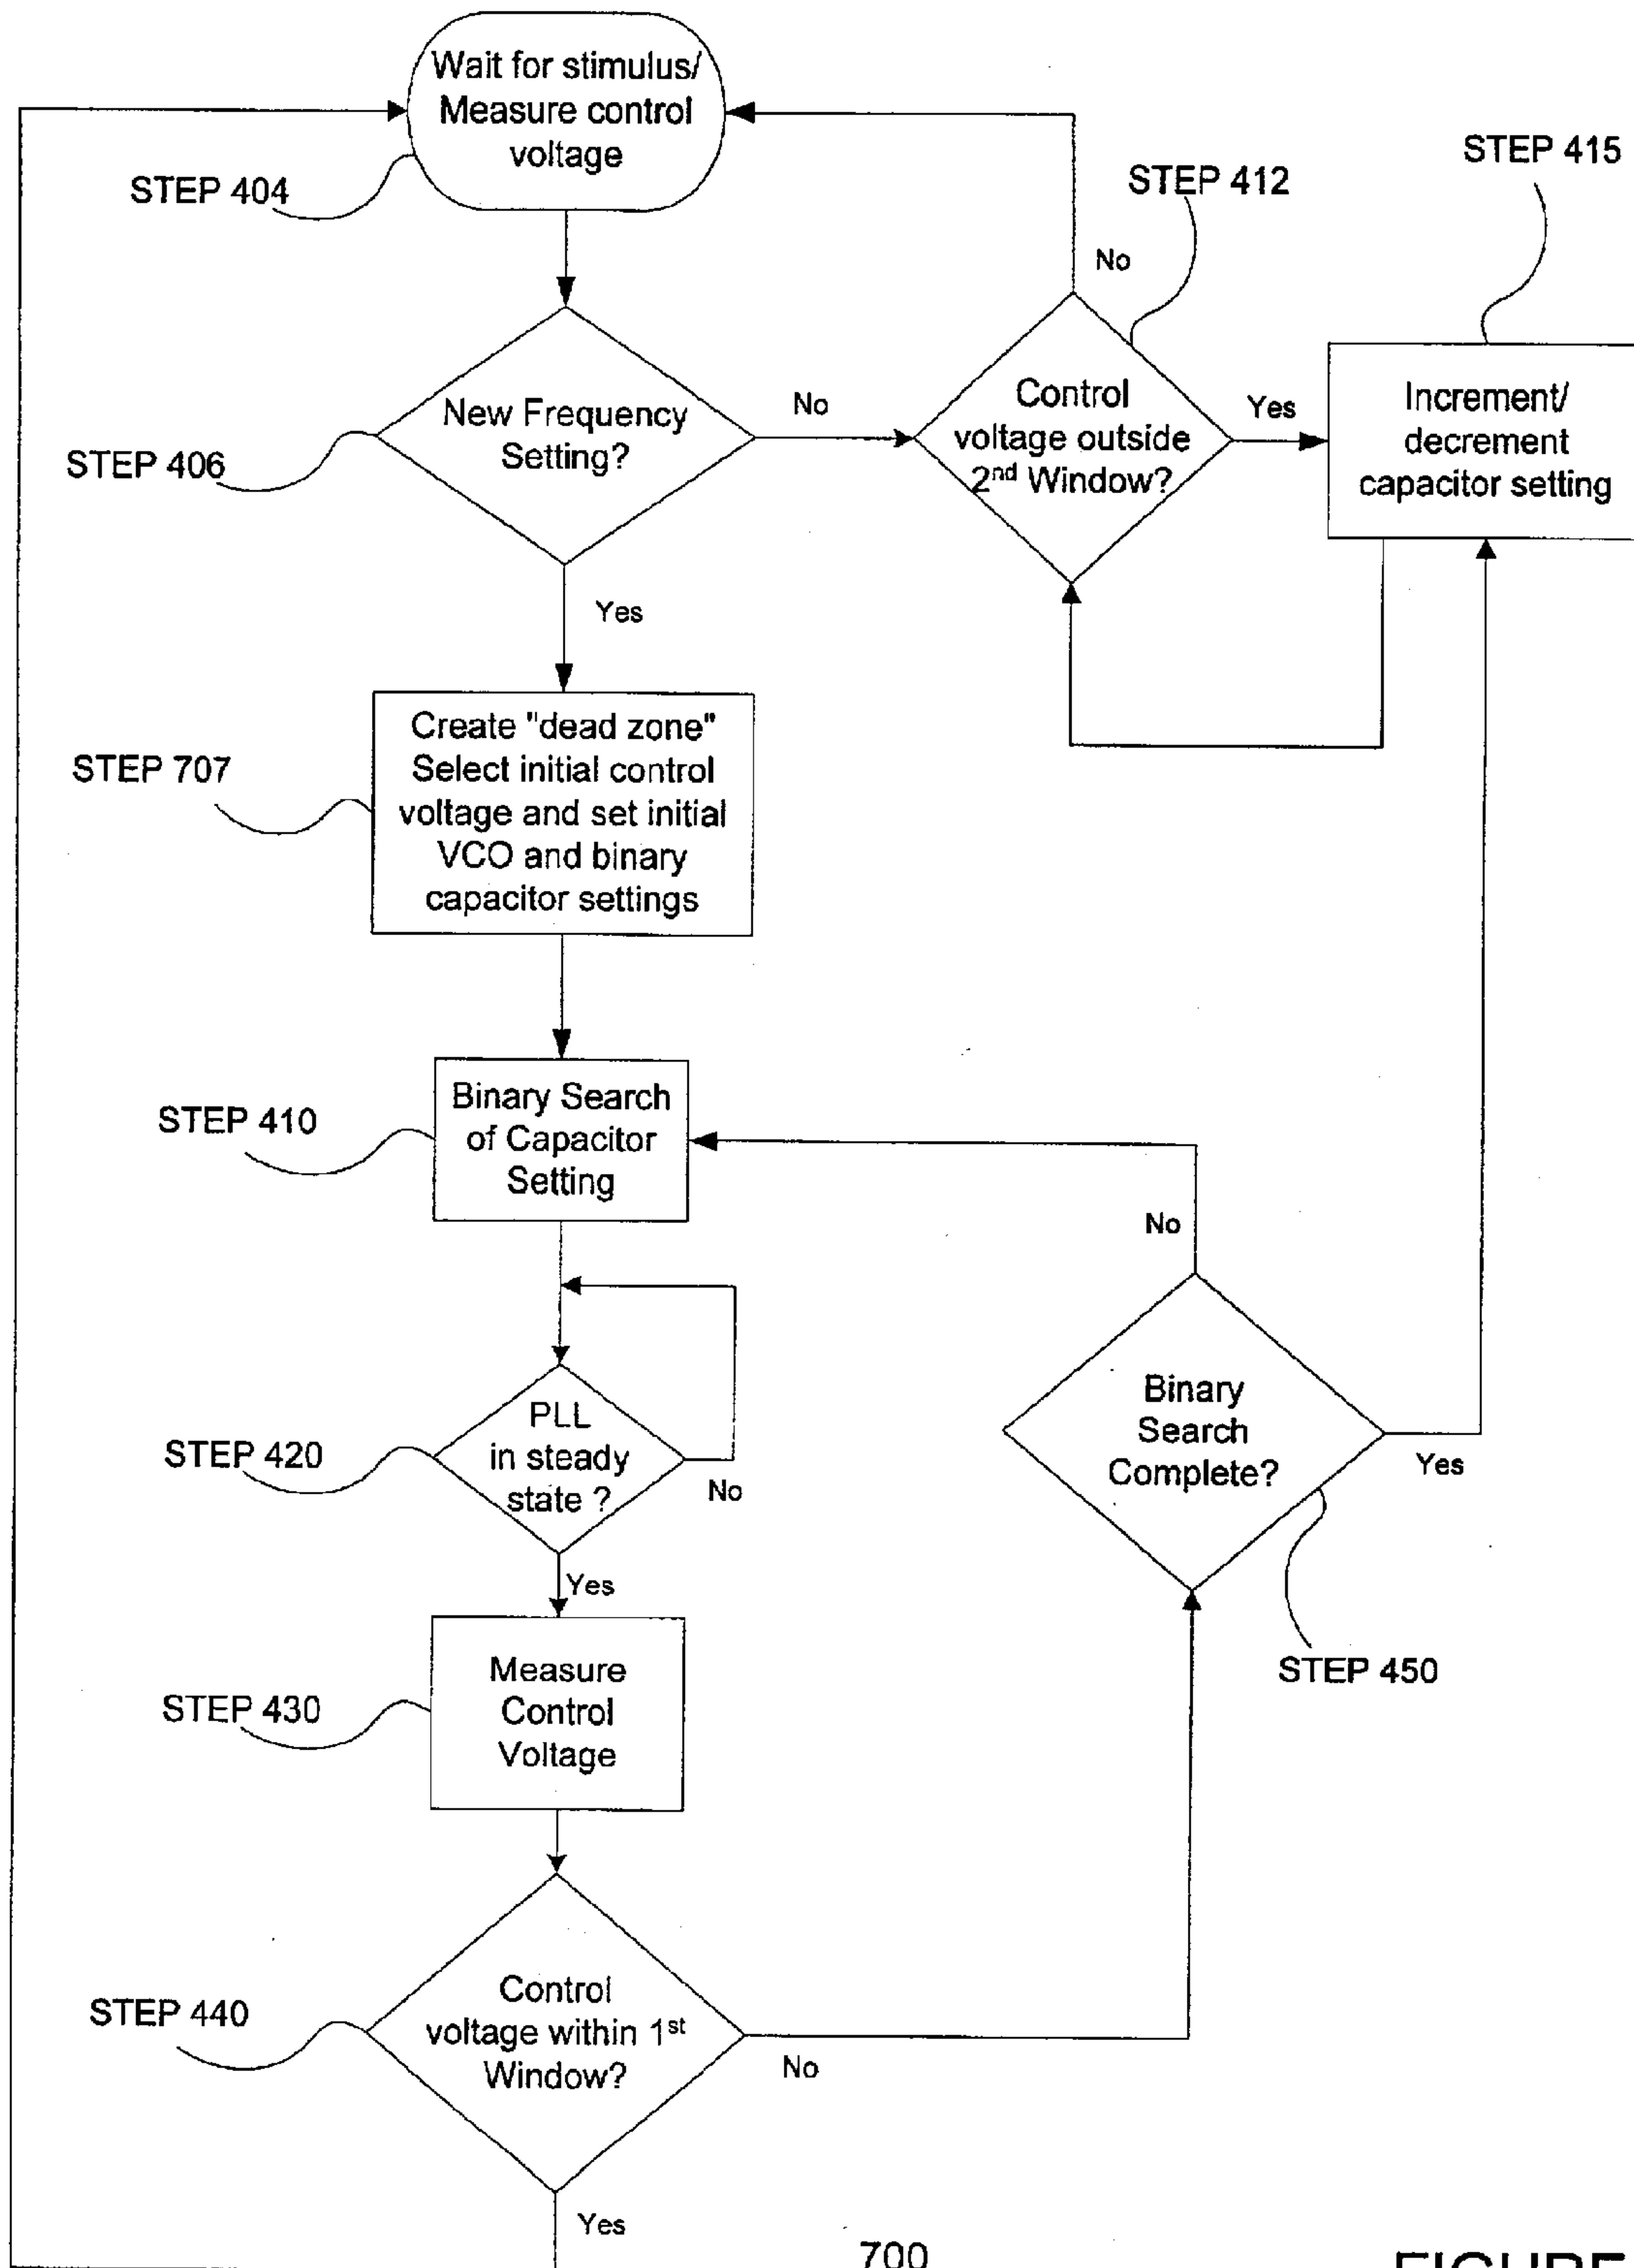 Wait for stimulus/
Measure control
voltage
STEP 404
STEP 412
STEP 415
No
New Frequency
Setting?
STEP 406
No
Control
voltage outside
2nd Window?
Yes
Increment/
decrement
capacitor setting
Yes
Create "dead zone"
Select initial control
voltage and set initial
VCO and binary
capacitor settings
STEP 707
Binary Search
of Capacitor
Setting
STEP 410
No
PLL
in steady
state ?
STEP 420
No
Binary
Search
Complete?
Yes
STEP 450
Yes
Measure
Control
Voltage
STEP 430
Control
voltage within 1st
Window?
STEP 440
No
Yes
700
FIGURE